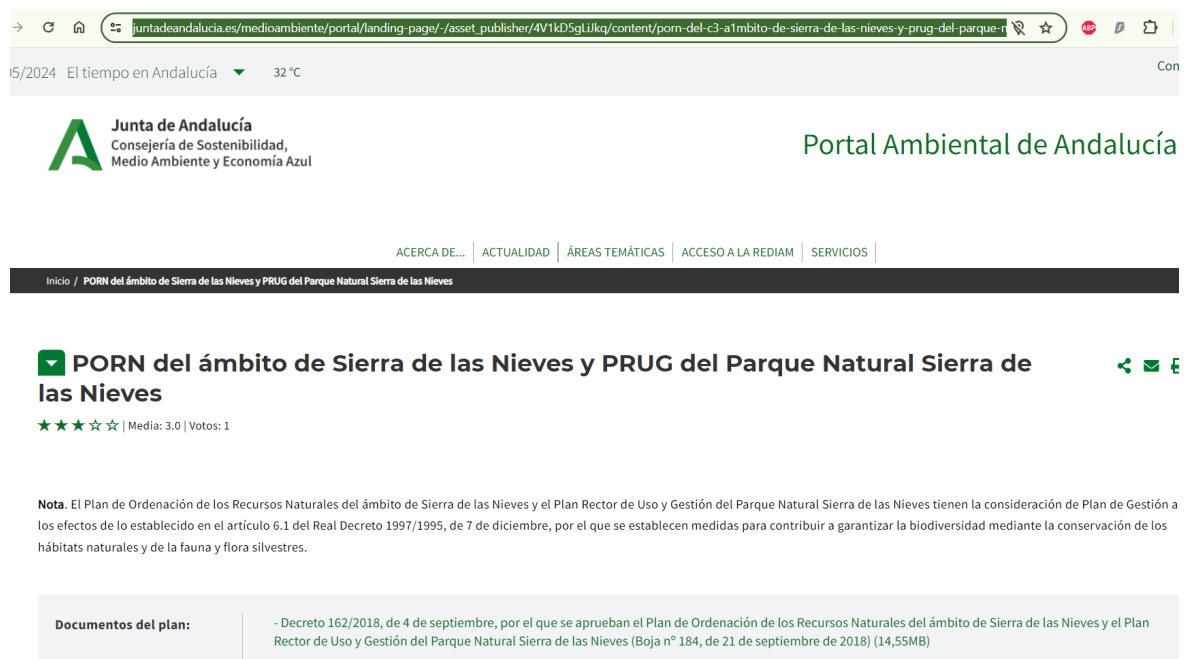 juntadeandalucia.es/medioambiente/portal/landing-page/-/asset_publisher/4V1kD5gLiJkq/content/porn-del-c3-a1mbito-de-sierra-de-las-nieves-y-prug-del-parque-n
ABP
05/2024 El tiempo en Andalucía 32 °C Con
Junta de Andalucía
Consejería de Sostenibilidad,
Medio Ambiente y Economía Azul
Portal Ambiental de Andalucía
ACERCA DE... ACTUALIDAD ÁREAS TEMÁTICAS ACCESO A LA REDIAM SERVICIOS
Inicio / PORN del ámbito de Sierra de las Nieves y PRUG del Parque Natural Sierra de las Nieves
PORN del ámbito de Sierra de las Nieves y PRUG del Parque Natural Sierra de
las Nieves
★★★☆☆ | Media: 3.0 | Votos: 1
Nota. El Plan de Ordenación de los Recursos Naturales del ámbito de Sierra de las Nieves y el Plan Rector de Uso y Gestión del Parque Natural Sierra de las Nieves tienen la consideración de Plan de Gestión a
los efectos de lo establecido en el artículo 6.1 del Real Decreto 1997/1995, de 7 de diciembre, por el que se establecen medidas para contribuir a garantizar la biodiversidad mediante la conservación de los
hábitats naturales y de la fauna y flora silvestres.
Documentos del plan:
- Decreto 162/2018, de 4 de septiembre, por el que se aprueban el Plan de Ordenación de los Recursos Naturales del ámbito de Sierra de las Nieves y el Plan
Rector de Uso y Gestión del Parque Natural Sierra de las Nieves (Boja nº 184, de 21 de septiembre de 2018) (14,55MB)